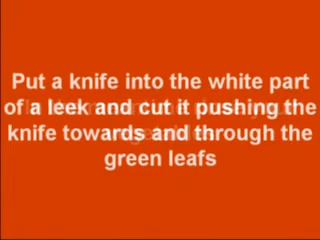 Put a knife into the white part
of a leek and cut it pushing the
knife towards and through the
green leafs